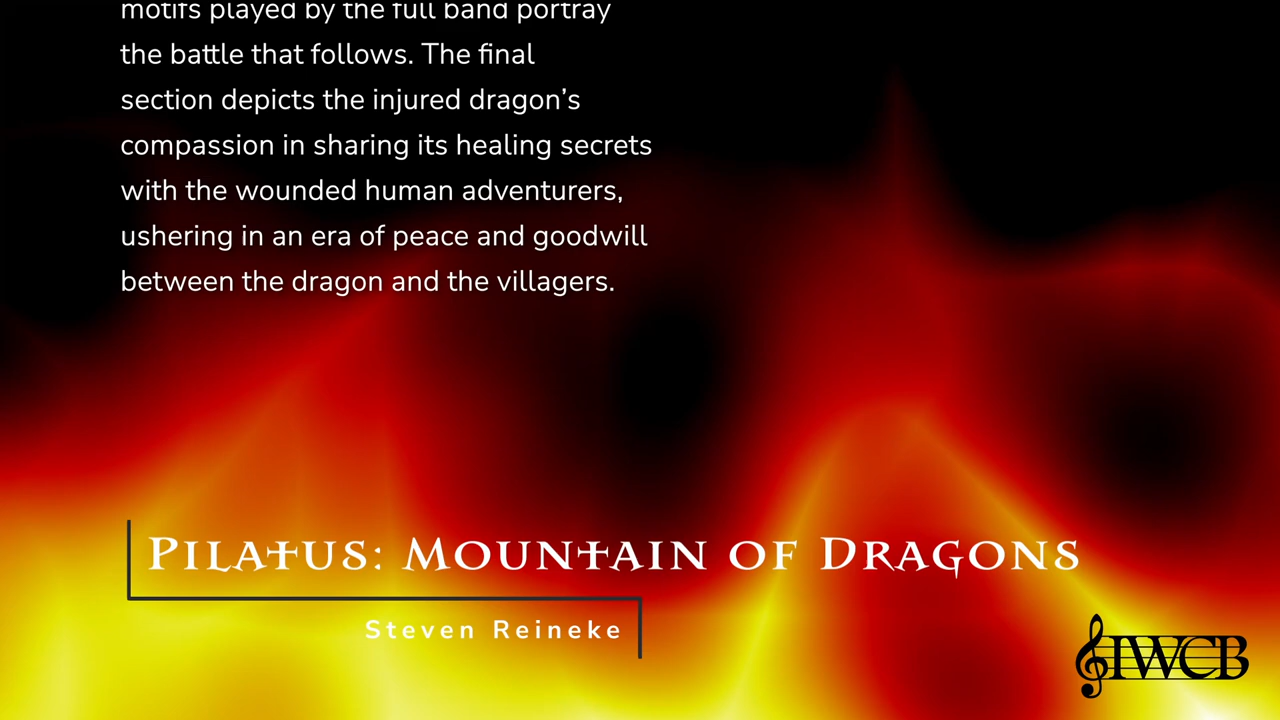 motifs played by the full band portray
the battle that follows. The final
section depicts the injured dragon’s
compassion in sharing its healing secrets
with the wounded human adventurers,
ushering in an era of peace and goodwill
between the dragon and the villagers.
Pilatus: Mountain of Dragons
Steven Reineke
IWCB